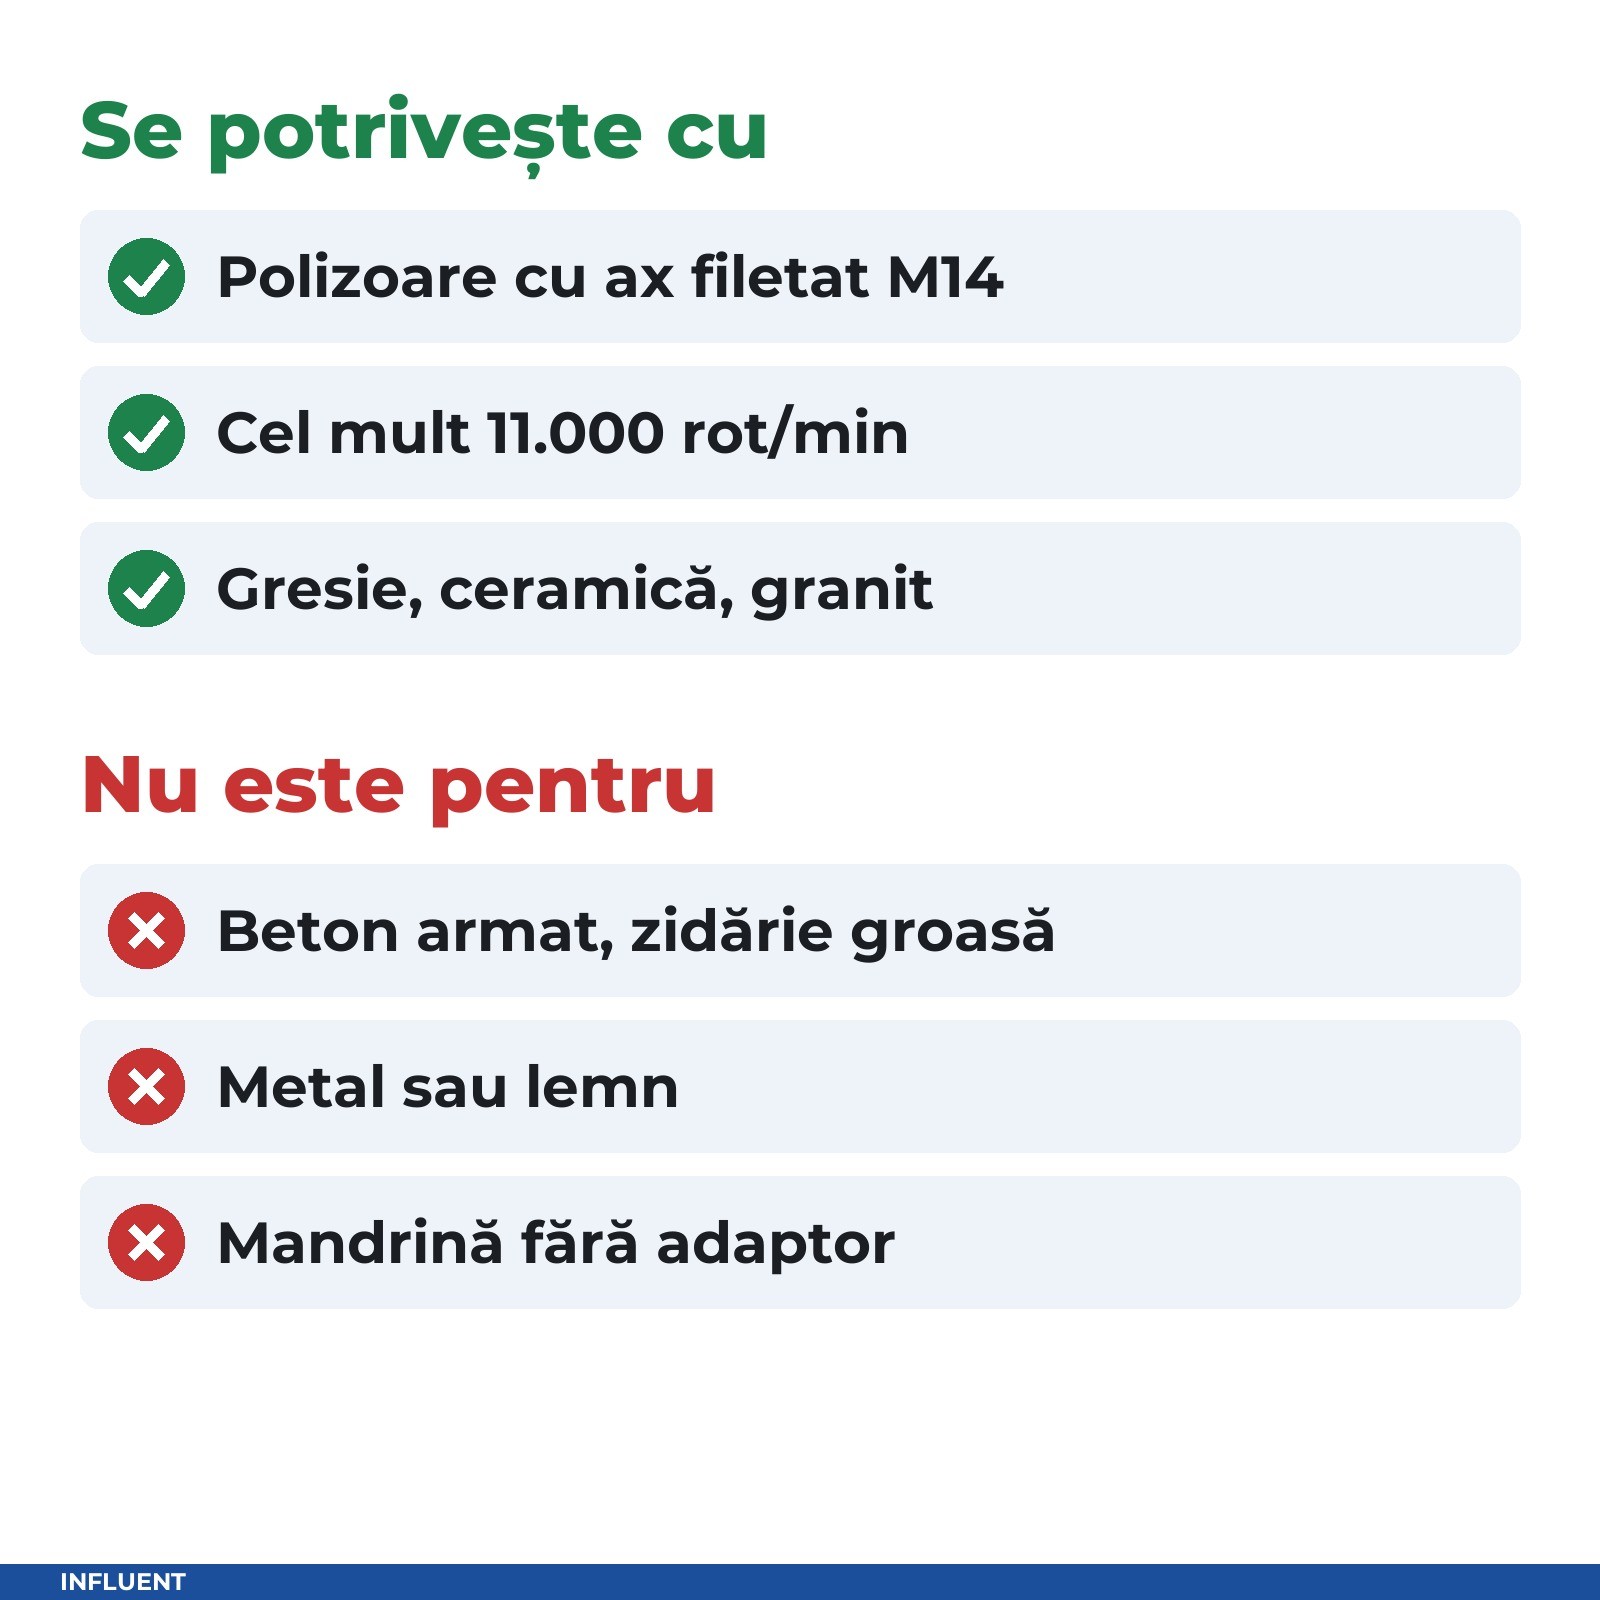 Se potrivește cu
Polizoare cu ax filetat M14
Cel mult 11.000 rot/min
Gresie, ceramică, granit
Nu este pentru
Beton armat, zidărie groasă
Metal sau lemn
Mandrină fără adaptor
INFLUENT